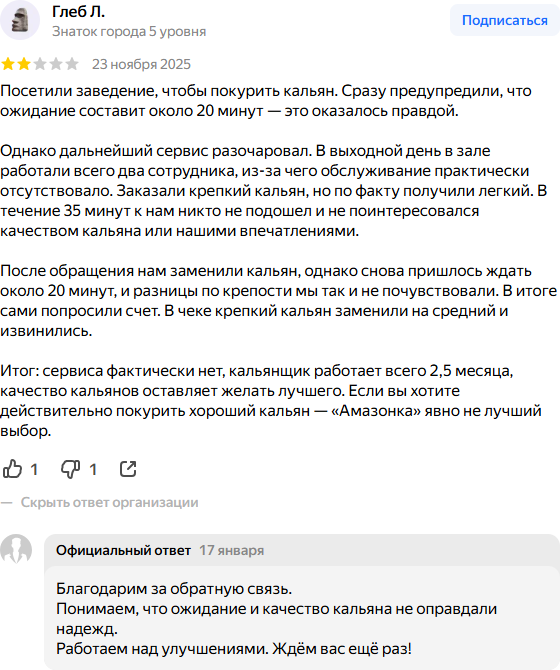 Глеб Л.
Подписаться
Знаток города 5 уровня
23 ноября 2025
Посетили заведение, чтобы покурить кальян. Сразу предупредили, что
ожидание составит около 20 минут — это оказалось правдой.
Однако дальнейший сервис разочаровал. В выходной день в зале
работали всего два сотрудника, из-за чего обслуживание практически
отсутствовало. Заказали крепкий кальян, но по факту получили легкий. В
течение 35 минут к нам никто не подошел и не поинтересовался
качеством кальяна или нашими впечатлениями.
После обращения нам заменили кальян, однако снова пришлось ждать
около 20 минут, и разницы по крепости мы так и не почувствовали. В итоге
сами попросили счет. В чеке крепкий кальян заменили на средний и
извинились.
Итог: сервиса фактически нет, кальянщик работает всего 2,5 месяца,
качество кальянов оставляет желать лучшего. Если вы хотите
действительно покурить хороший кальян — «Амазонка» явно не лучший
выбор.
1 1
— Скрыть ответ организации
Официальный ответ 17 января
Благодарим за обратную связь.
Понимаем, что ожидание и качество кальяна не оправдали
надежд.
Работаем над улучшениями. Ждём вас ещё раз!